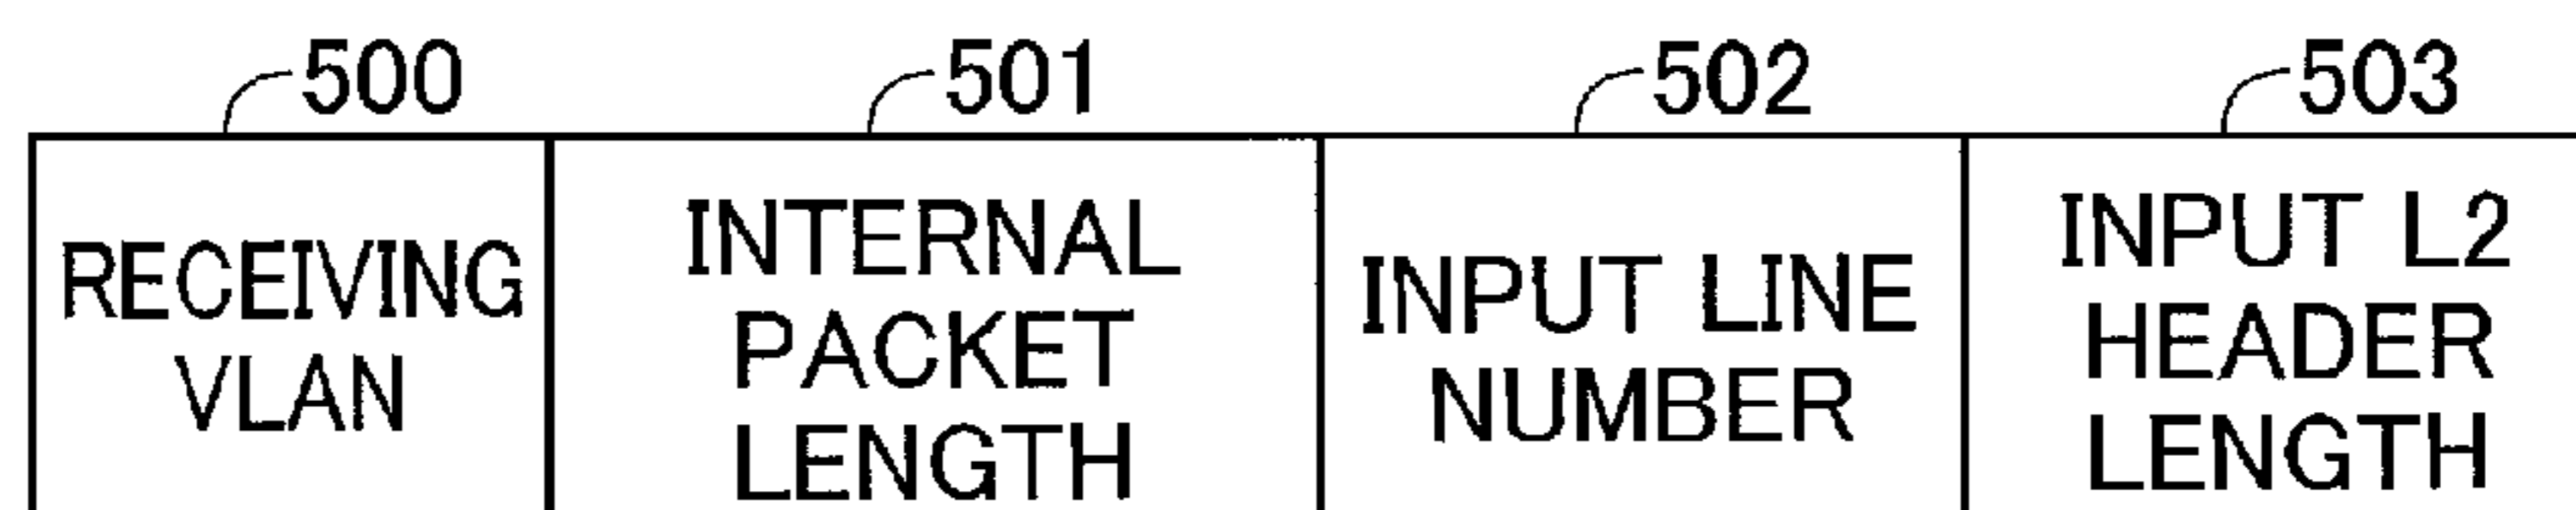 500 501 502 503
RECEIVING
VLAN
INTERNAL
PACKET
LENGTH
INPUT LINE
NUMBER
INPUT L2
HEADER
LENGTH